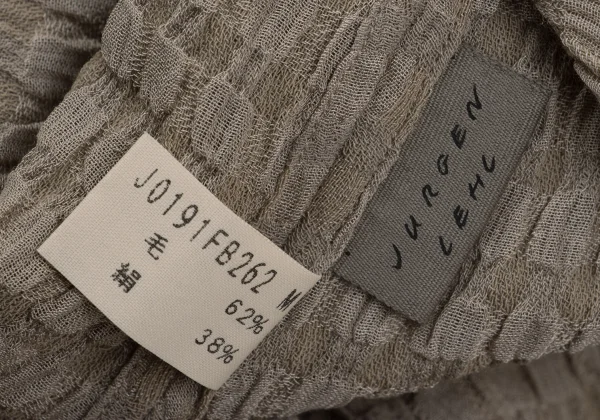 J0191FB262 M
毛 62%
絹 38%
JURGEN
LEHL